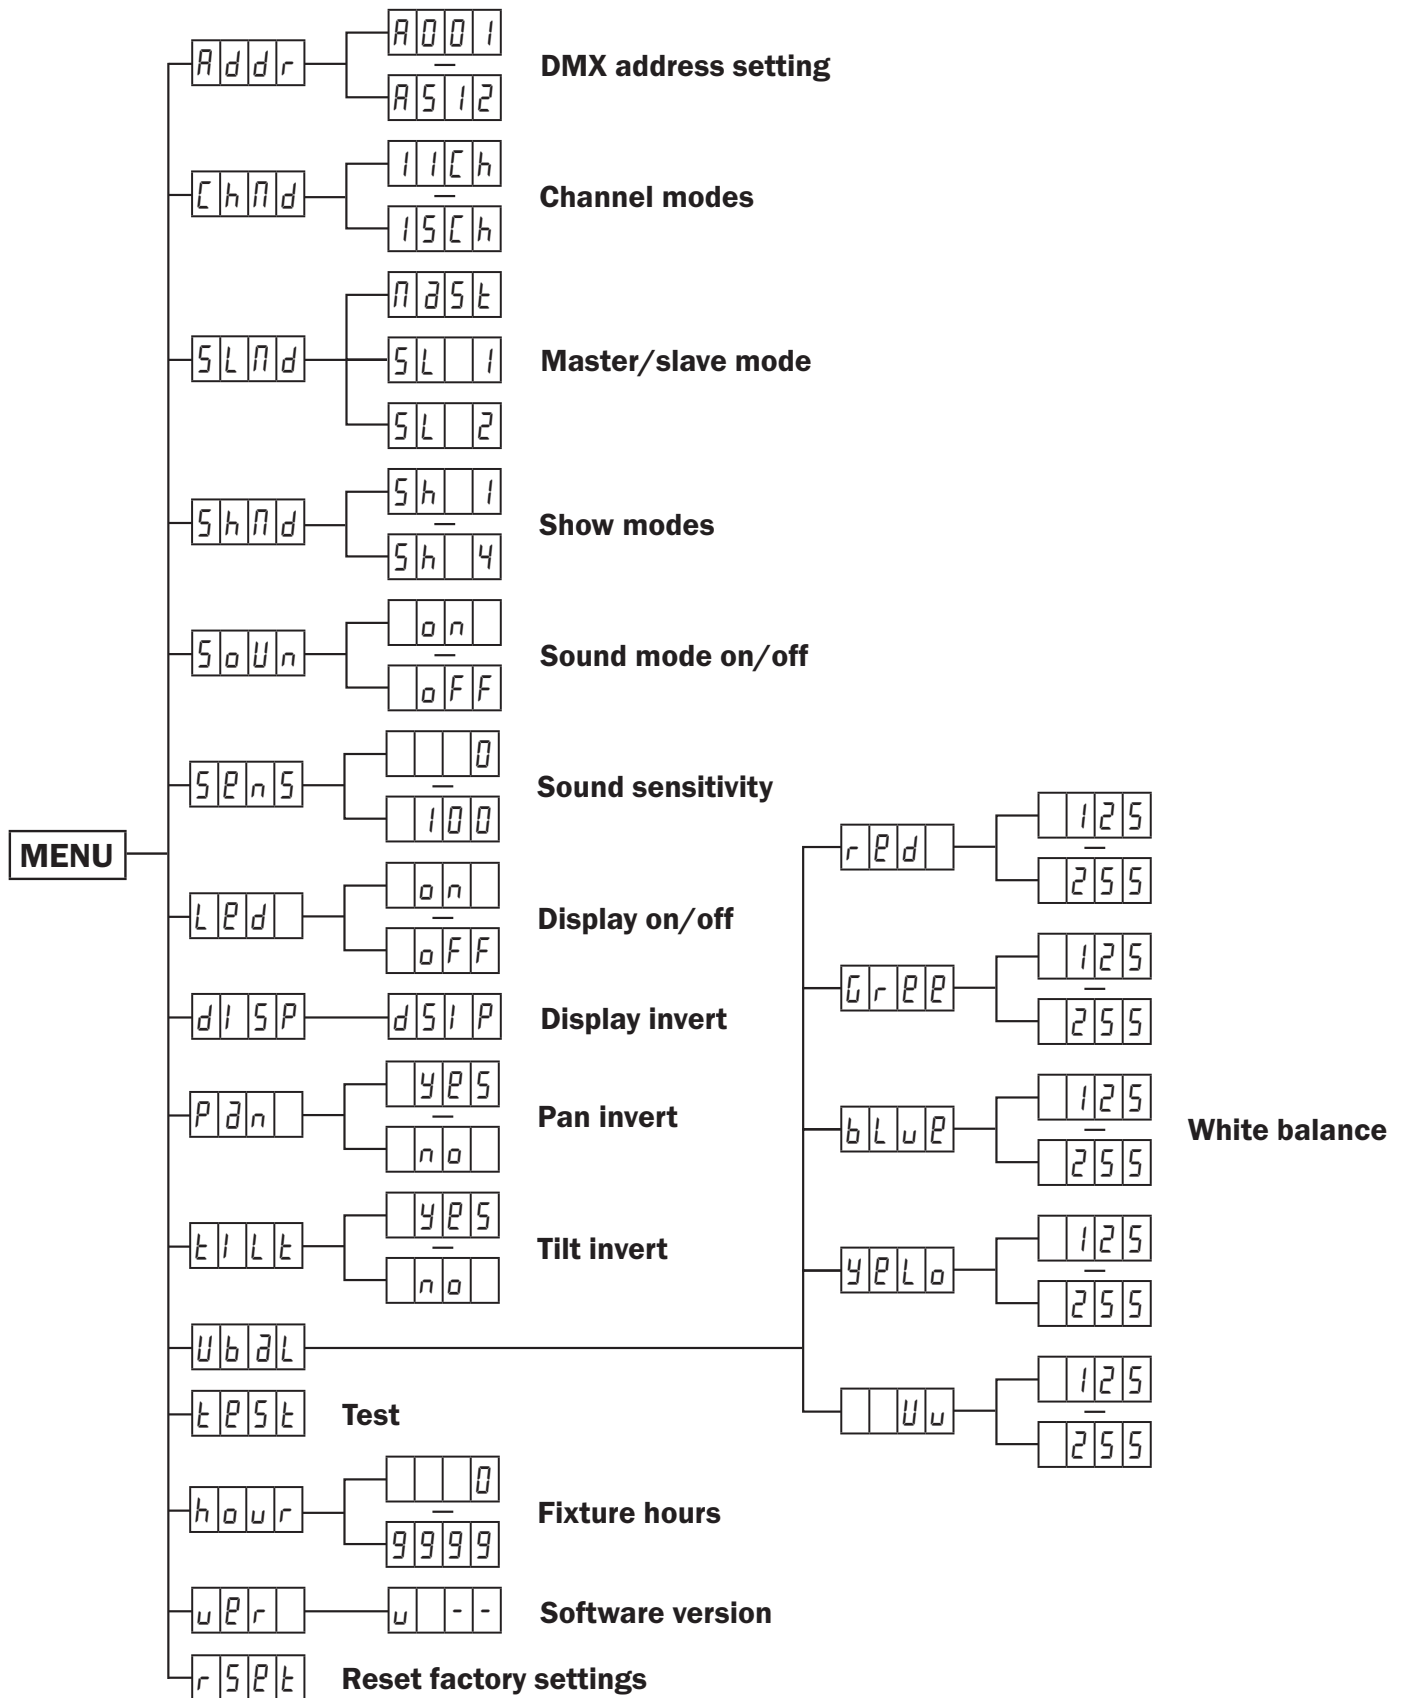 A001
Addr
DMX address setting
A512
11Ch
ChMd
Channel modes
15Ch
MaSt
SLMd
SL 1
Master/slave mode
SL 2
Sh 1
ShMd
Show modes
Sh 4
on
SoUn
Sound mode on/off
oFF
0
SenS
Sound sensitivity
100
MENU
on
Led
Display on/off
oFF
dISP
dSIP
Display invert
yeS
Pan
Pan invert
no
yeS
tILt
Tilt invert
no
UbaL
125
red
255
125
Gree
255
125
bLue
White balance
255
125
yeLo
255
125
Uu
255
test
Test
0
hour
Fixture hours
9999
uer
u --
Software version
rSet
Reset factory settings